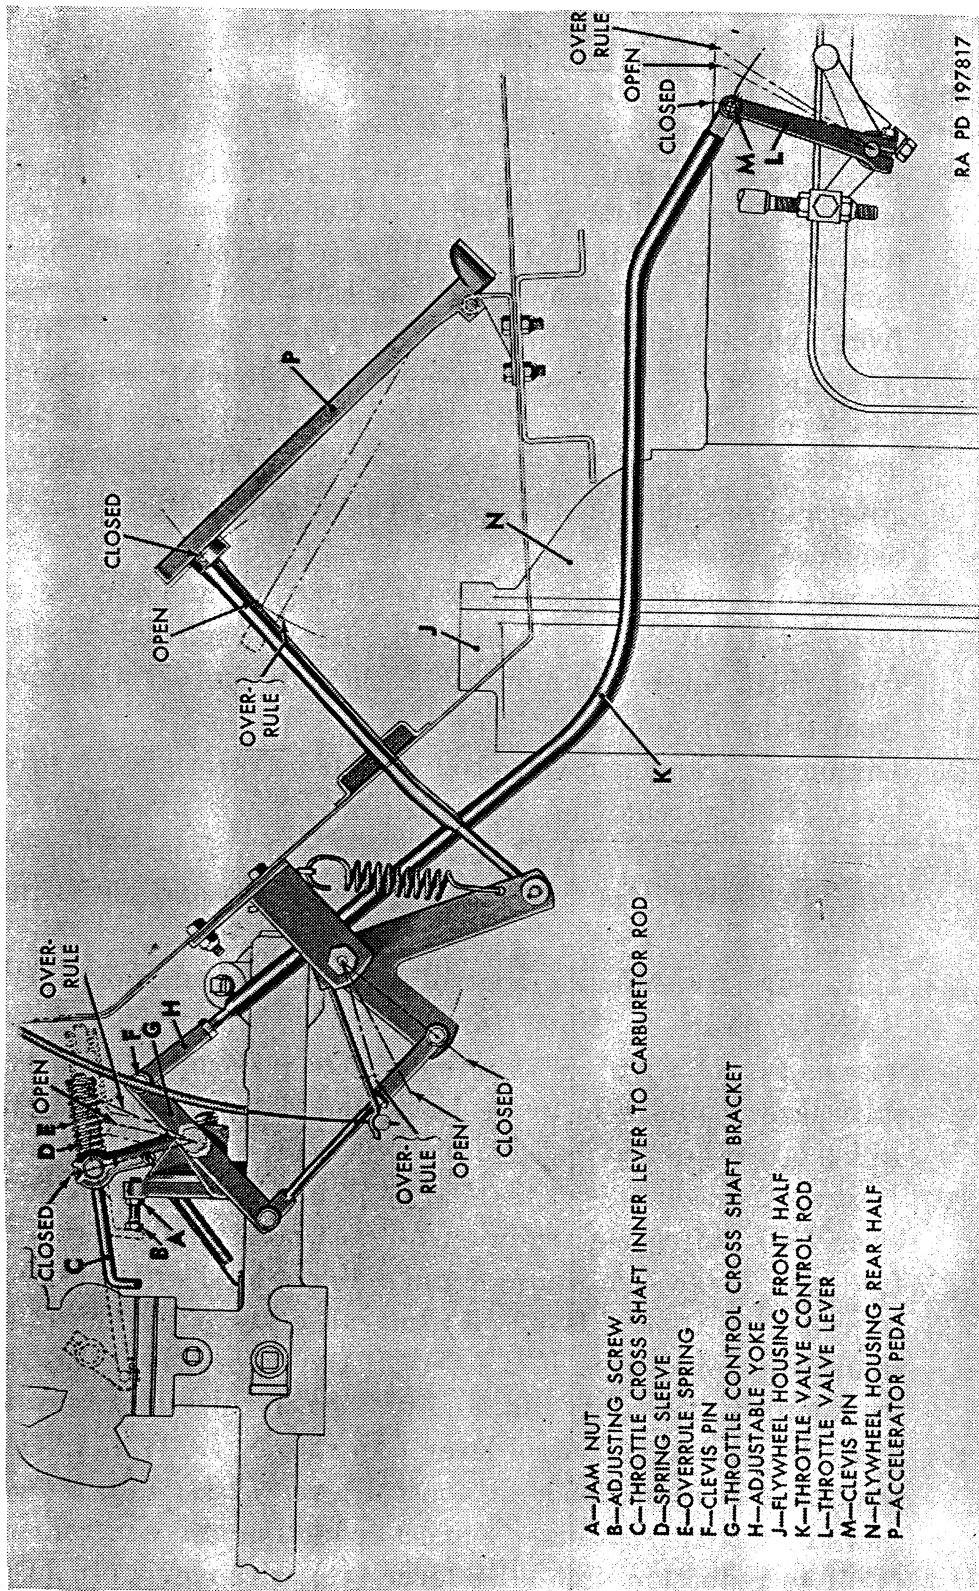 CLOSED
C
B
A
D
E
OPEN
OVER-
RULE
F
G
H
OVER-
RULE
OPEN
CLOSED
CLOSED
OPEN
OVER-
RULE
P
J
N
K
CLOSED
OPEN
OVER
RULE
M
L
A—JAM NUT
B—ADJUSTING SCREW
C—THROTTLE CROSS SHAFT INNER LEVER TO CARBURETOR ROD
D—SPRING SLEEVE
E—OVERRULE SPRING
F—CLEVIS PIN
G—THROTTLE CONTROL CROSS SHAFT BRACKET
H—ADJUSTABLE YOKE
J—FLYWHEEL HOUSING FRONT HALF
K—THROTTLE VALVE CONTROL ROD
L—THROTTLE VALVE LEVER
M—CLEVIS PIN
N—FLYWHEEL HOUSING REAR HALF
P—ACCELERATOR PEDAL
RA PD 197817